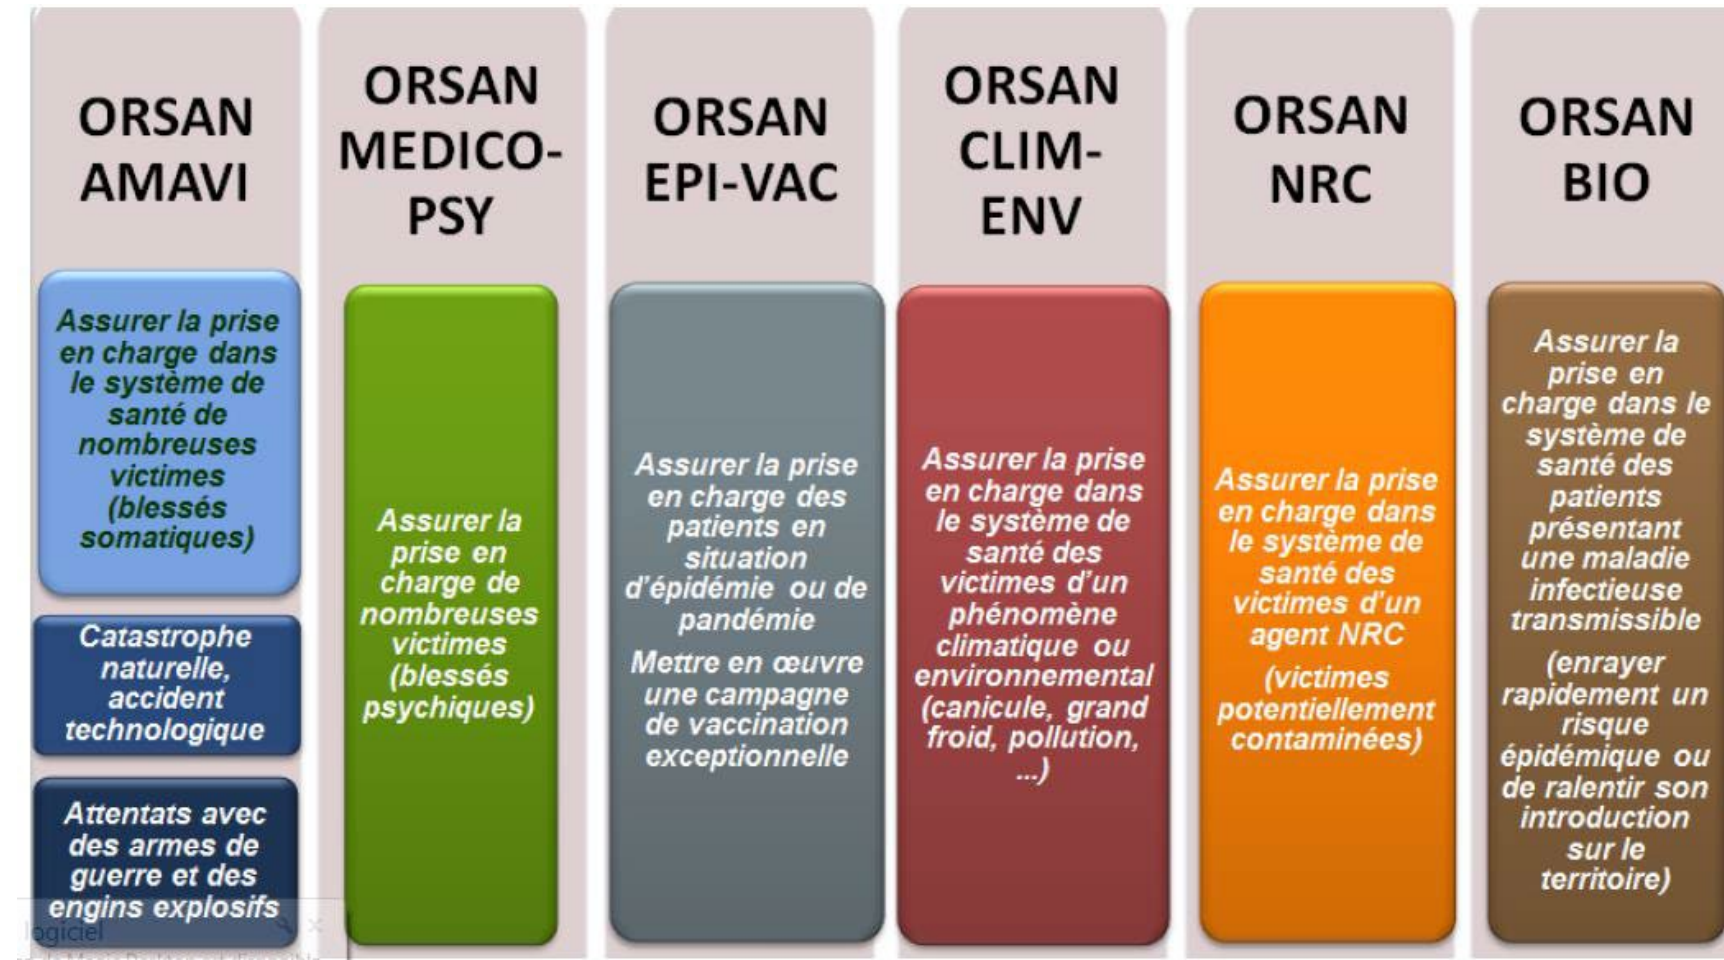 ORSAN
AMAVI
Assurer la prise
en charge dans
le système de
santé de
nombreuses
victimes
(blessés
somatiques)
Catastrophe
naturelle,
accident
technologique
Attentats avec
des armes de
guerre et des
engins explosifs
logiciel
ORSAN
MEDICO-
PSY
Assurer la
prise en
charge de
nombreuses
victimes
(blessés
psychiques)
ORSAN
EPI-VAC
Assurer la prise
en charge des
patients en
situation
d'épidémie ou de
pandémie
Mettre en œuvre
une campagne
de vaccination
exceptionnelle
ORSAN
CLIM-
ENV
Assurer la prise
en charge dans
le système de
santé des
victimes d'un
phénomène
climatique ou
environnemental
(canicule, grand
froid, pollution,
...)
ORSAN
NRC
Assurer la prise
en charge dans
le système de
santé des
victimes d'un
agent NRC
(victimes
potentiellement
contaminées)
ORSAN
BIO
Assurer la
prise en
charge dans le
système de
santé des
patients
présentant
une maladie
infectieuse
transmissible
(enrayer
rapidement un
risque
épidémique ou
de ralentir son
introduction
sur le
territoire)